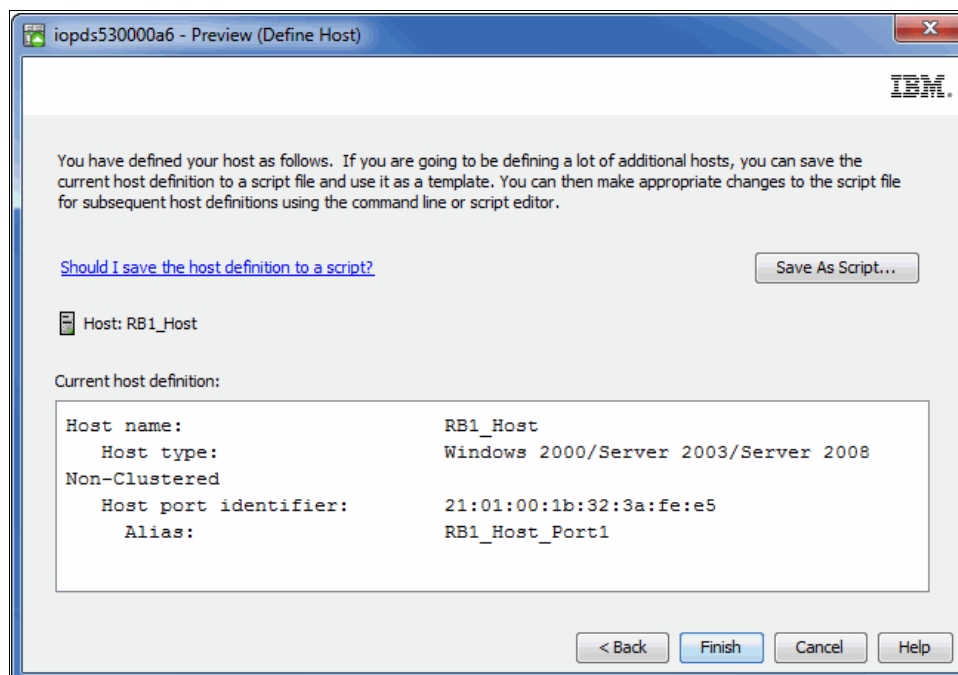 iopds530000a6 - Preview (Define Host)
IBM.
You have defined your host as follows. If you are going to be defining a lot of additional hosts, you can save the
current host definition to a script file and use it as a template. You can then make appropriate changes to the script file
for subsequent host definitions using the command line or script editor.
Should I save the host definition to a script? Save As Script...
Host: RB1_Host
Current host definition:
Host name: RB1_Host
Host type: Windows 2000/Server 2003/Server 2008
Non-Clustered
Host port identifier: 21:01:00:1b:32:3a:fe:e5
Alias: RB1_Host_Port1
< Back Finish Cancel Help